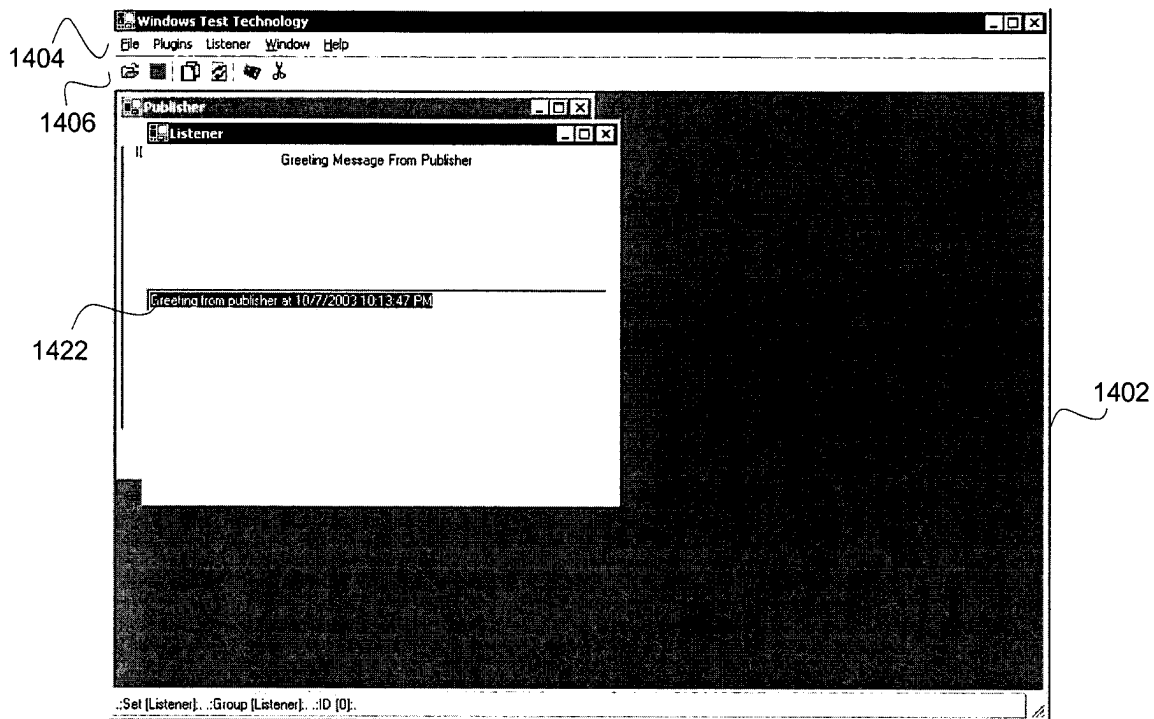 Windows Test Technology
1404
File Plugins Listener Window Help
1406
Publisher
Listener
Greeting Message From Publisher
Greeting from publisher at 10/7/2003 10:13:47 PM
1422
1402
.:Set [Listener]:. .:Group [Listener]:. .:ID [0]:.